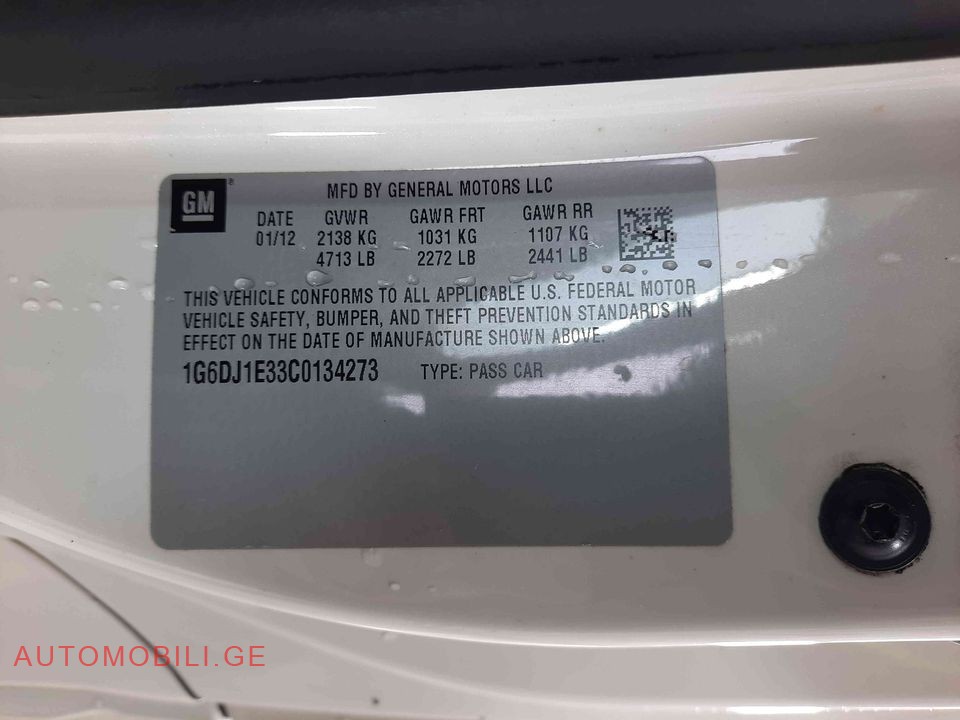 GM
MFD BY GENERAL MOTORS LLC
DATE GVWR GAWR FRT GAWR RR
01/12 2138 KG 1031 KG 1107 KG
4713 LB 2272 LB 2441 LB
THIS VEHICLE CONFORMS TO ALL APPLICABLE U.S. FEDERAL MOTOR
VEHICLE SAFETY, BUMPER, AND THEFT PREVENTION STANDARDS IN
EFFECT ON THE DATE OF MANUFACTURE SHOWN ABOVE.
1G6DJ1E33C0134273 TYPE: PASS CAR
AUTOMOBILI.GE